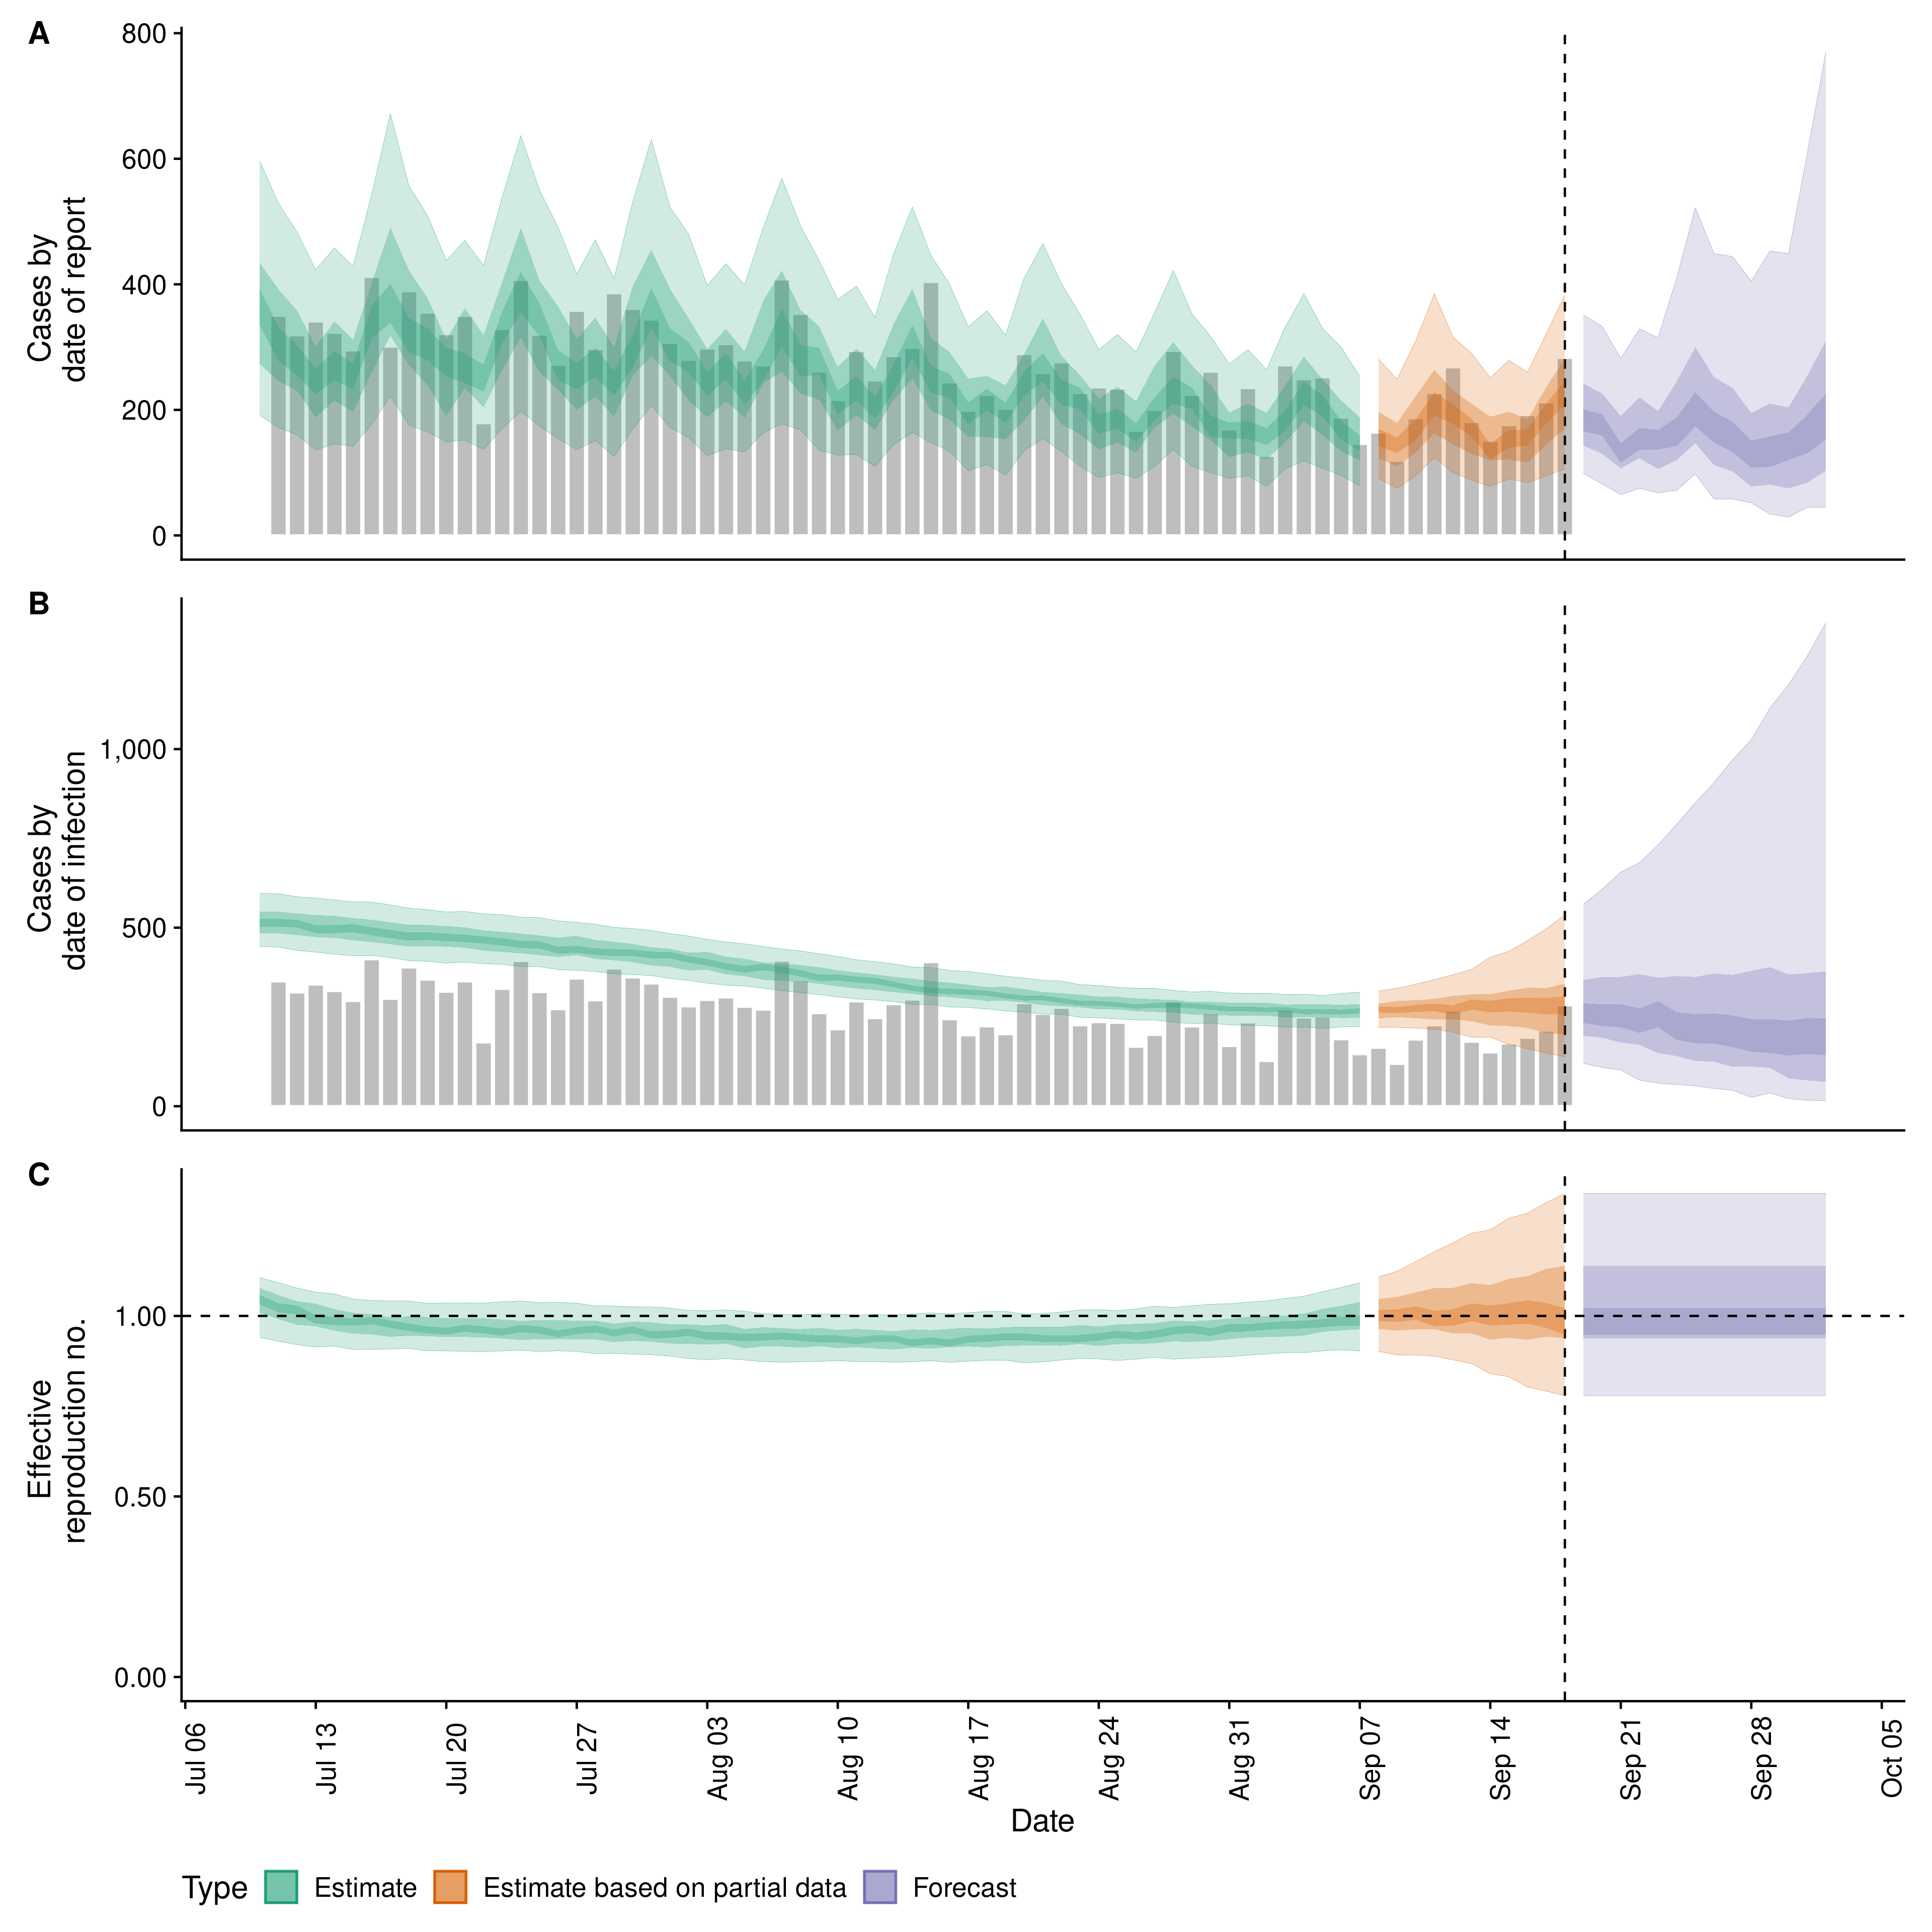 A
800
600
400
200
0
Cases by
date of report
B
1,000
500
0
Cases by
date of infection
C
1.00
0.50
0.00
Effective
reproduction no.
Jul 06
Jul 13
Jul 20
Jul 27
Aug 03
Aug 10
Aug 17
Aug 24
Aug 31
Sep 07
Sep 14
Sep 21
Sep 28
Oct 05
Date
Type Estimate Estimate based on partial data Forecast